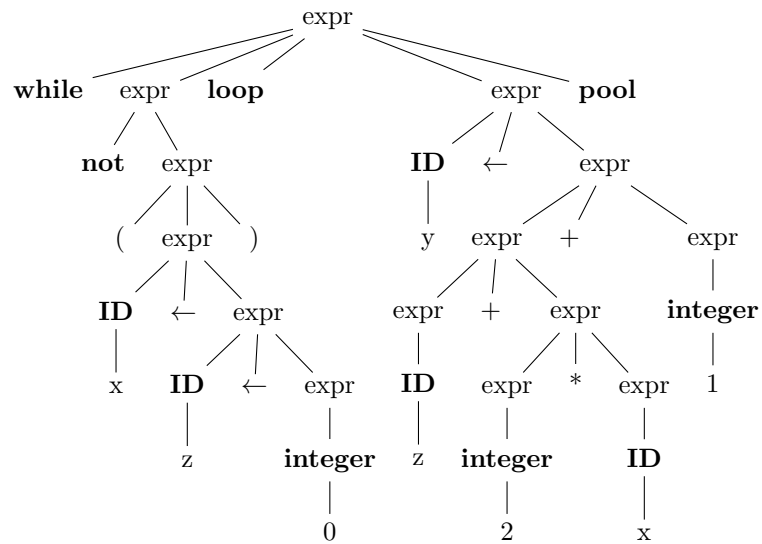 expr
while expr loop expr pool
not expr ID ← expr
( expr ) y expr + expr
ID ← expr expr + expr integer
x ID ← expr ID expr * expr 1
z integer z integer ID
0 2 x